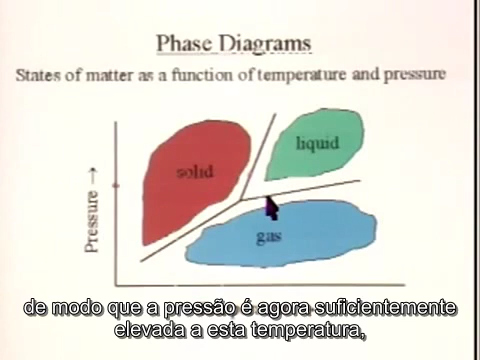 Phase Diagrams
States of matter as a function of temperature and pressure
liquid
solid
Pressure →
gas
de modo que a pressão é agora suficientemente
elevada a esta temperatura,